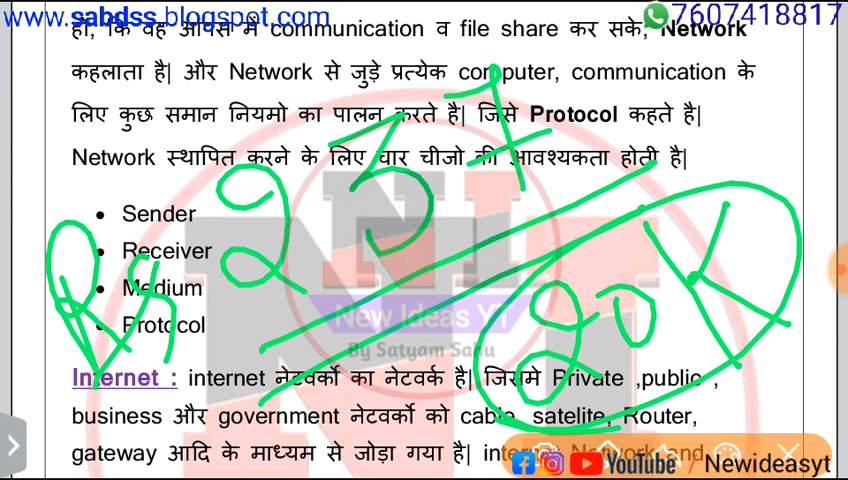 www.sabdss.blogspot.com
7607418817
हो, कि वह आपस में communication व file share कर सके, Network
कहलाता है| और Network से जुड़े प्रत्येक computer, communication के
लिए कुछ समान नियमो का पालन करते है| जिसे Protocol कहते है|
Network स्थापित करने के लिए चार चीजो की आवश्यकता होती है|
• Sender
• Receiver
• Medium
• Protocol
New Ideas YT
By Satyam Sahu
Internet : internet नेटवर्को का नेटवर्क है| जिसमे Private ,public ,
business और government नेटवर्को को cable, satelite, Router,
gateway आदि के माध्यम से जोड़ा गया है| internet Network and
YouTube / Newideasyt